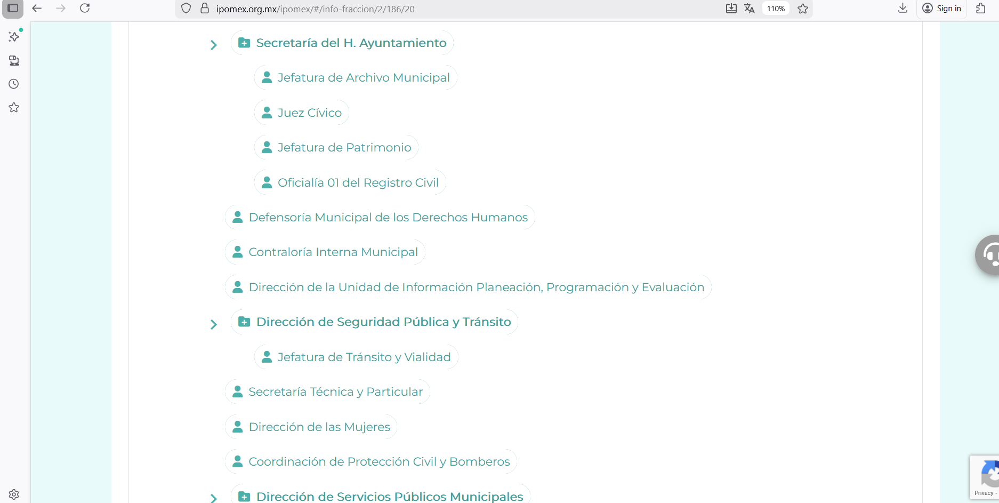 ipomex.org.mx/ipomex/#/info-fraccion/2/186/20
110%
Sign in
Secretaría del H. Ayuntamiento
Jefatura de Archivo Municipal
Juez Cívico
Jefatura de Patrimonio
Oficialía 01 del Registro Civil
Defensoría Municipal de los Derechos Humanos
Contraloría Interna Municipal
Dirección de la Unidad de Información Planeación, Programación y Evaluación
Dirección de Seguridad Pública y Tránsito
Jefatura de Tránsito y Vialidad
Secretaría Técnica y Particular
Dirección de las Mujeres
Coordinación de Protección Civil y Bomberos
Privacy -
Dirección de Servicios Públicos Municipales